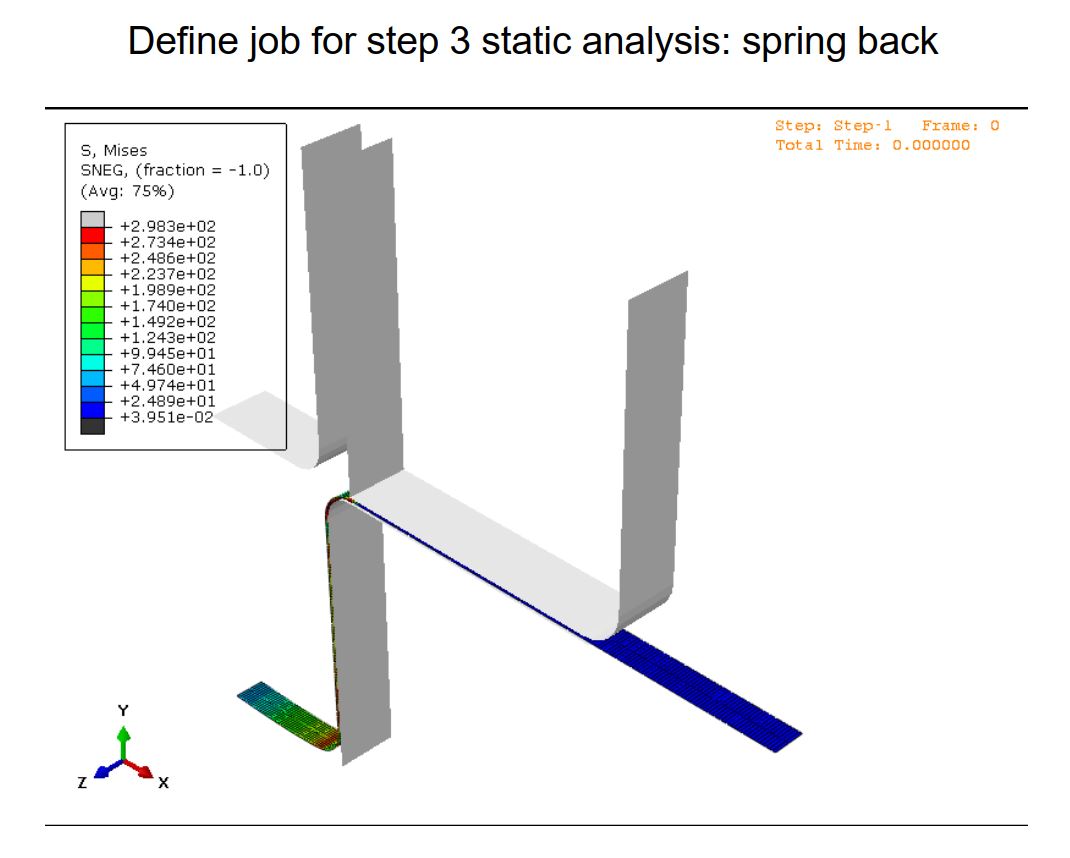 Define job for step 3 static analysis: spring back
Step: Step-1 Frame: 0
Total Time: 0.000000
S, Mises
SNEG, (fraction = -1.0)
(Avg: 75%)
+2.983e+02
+2.734e+02
+2.486e+02
+2.237e+02
+1.989e+02
+1.740e+02
+1.492e+02
+1.243e+02
+9.945e+01
+7.460e+01
+4.974e+01
+2.489e+01
+3.951e-02
Y
Z
X